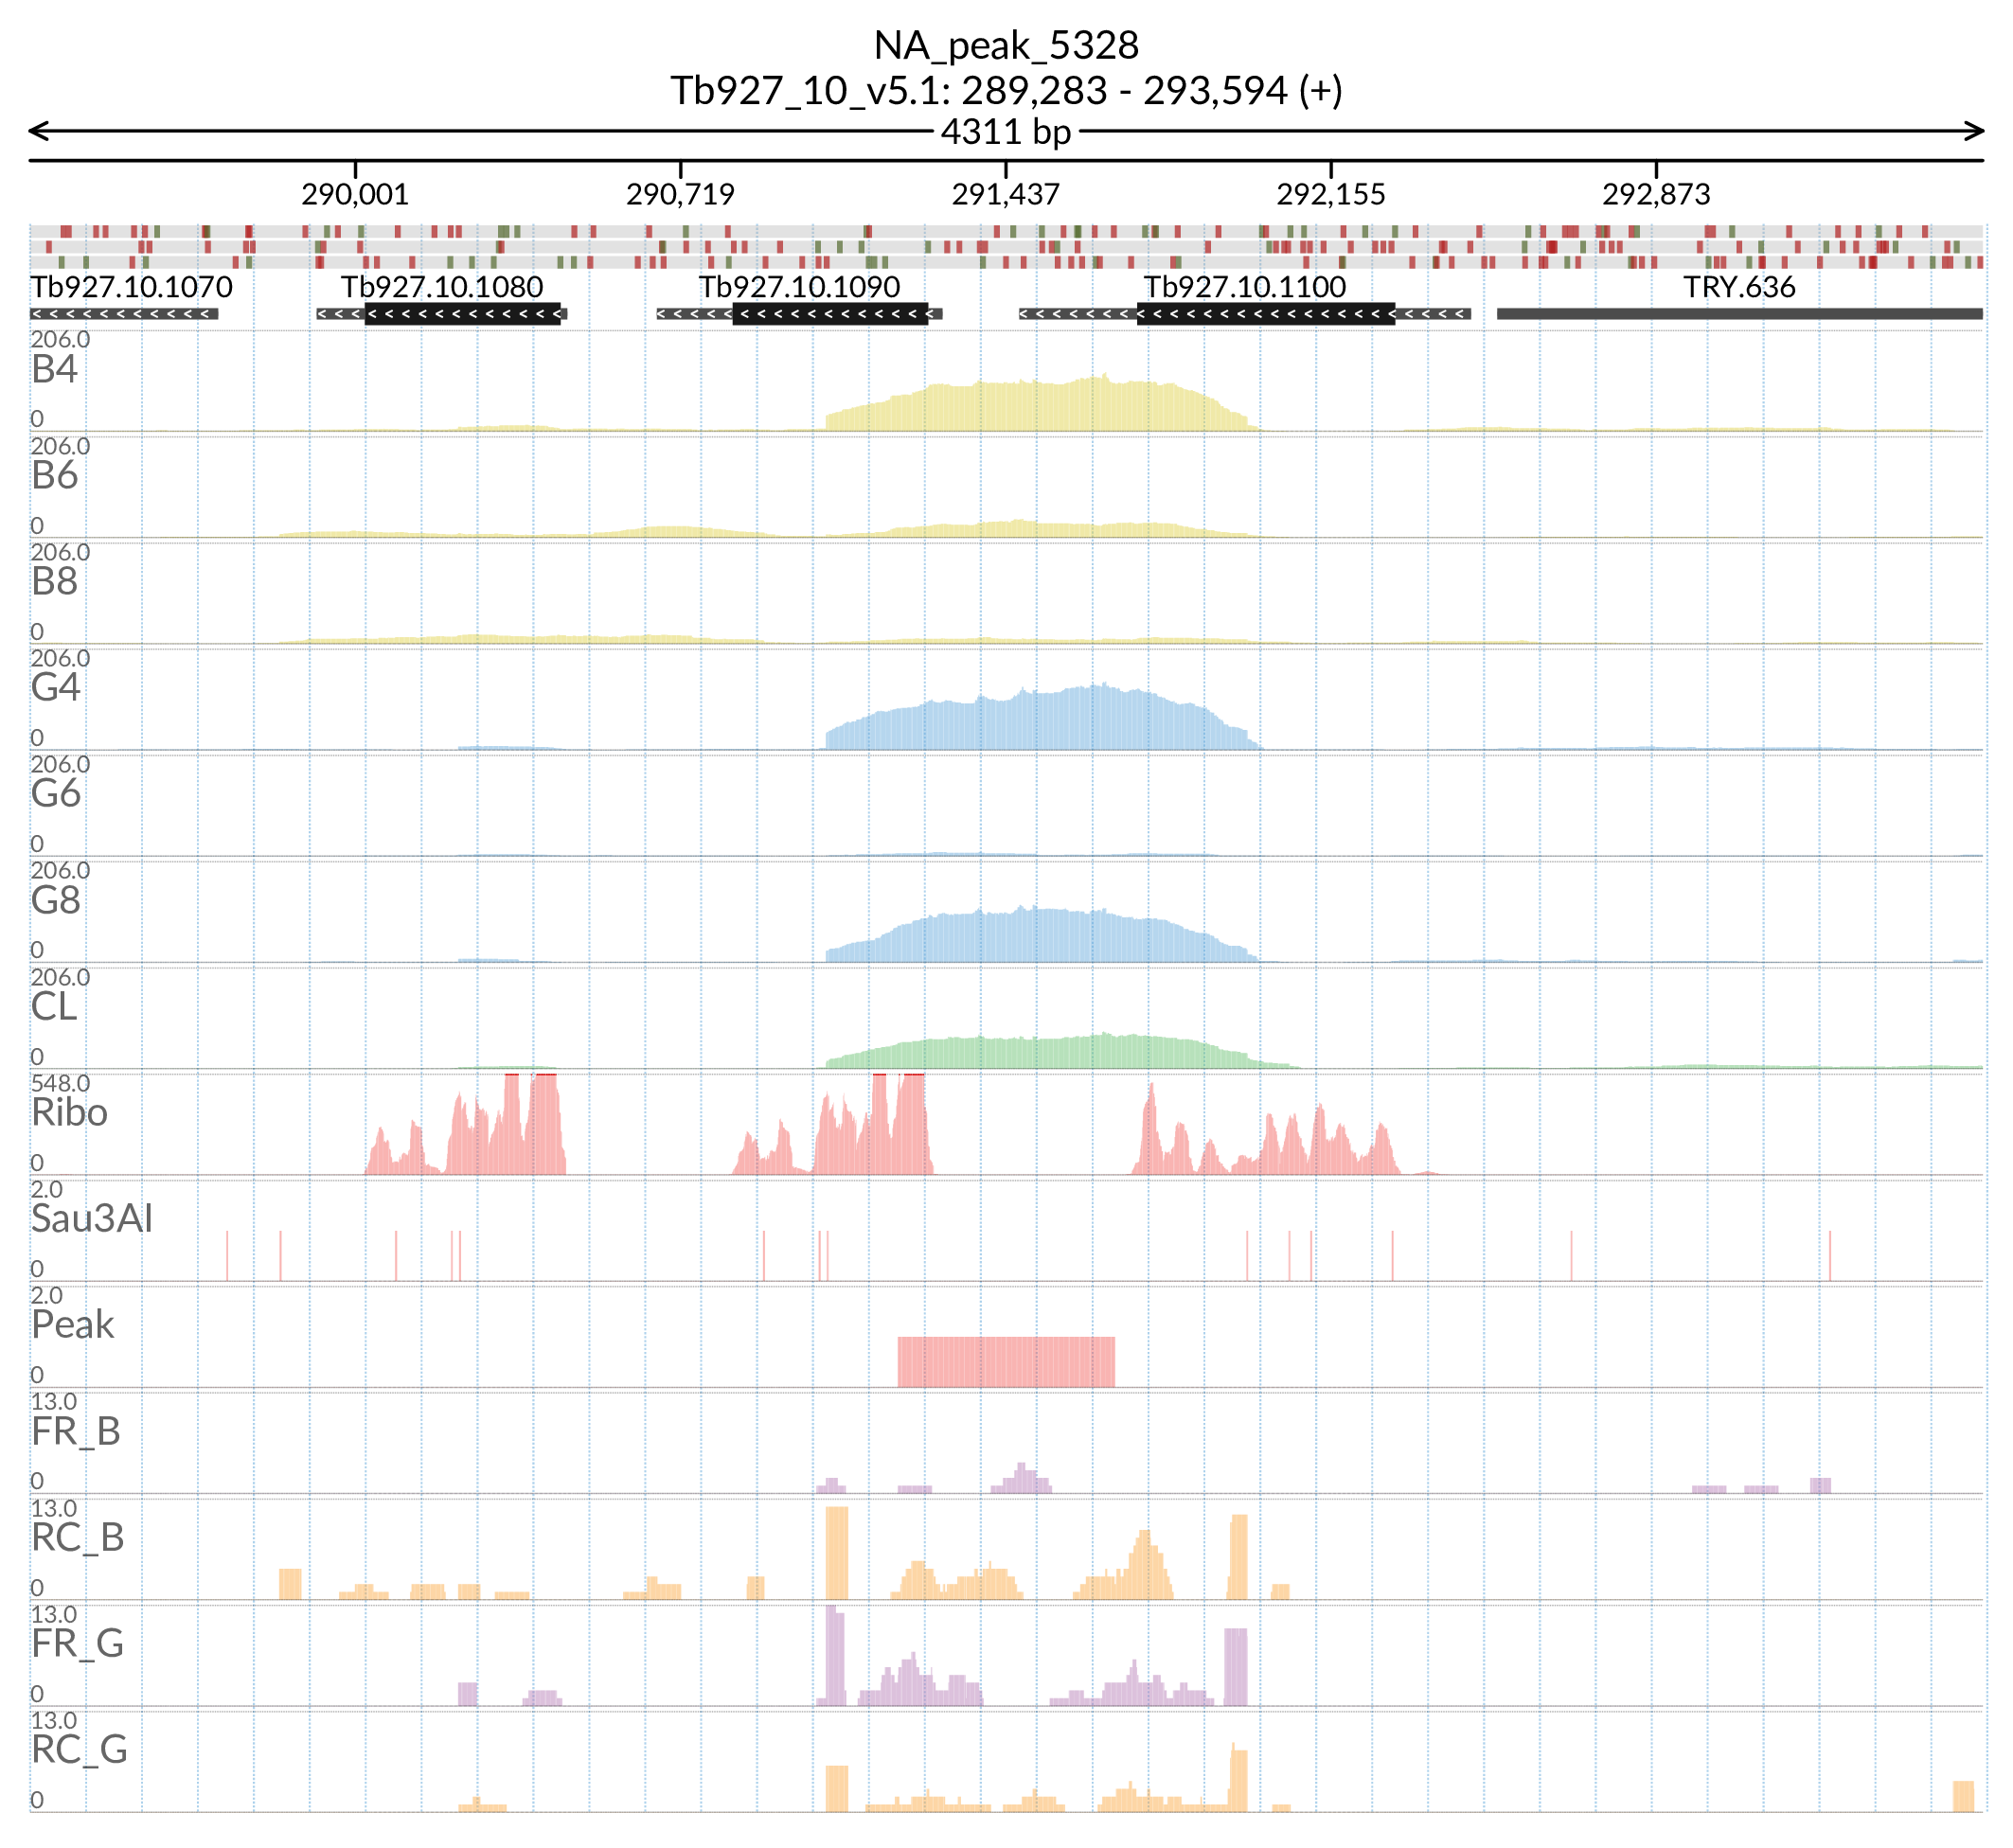 NA_peak_5328
Tb927_10_v5.1: 289,283 - 293,594 (+)
4311 bp
290,001 290,719 291,437 292,155 292,873
Tb927.10.1070 Tb927.10.1080 Tb927.10.1090 Tb927.10.1100 TRY.636
206.0
B4
0
206.0
B6
0
206.0
B8
0
206.0
G4
0
206.0
G6
0
206.0
G8
0
206.0
CL
0
548.0
Ribo
0
2.0
Sau3AI
0
2.0
Peak
0
13.0
FR_B
0
13.0
RC_B
0
13.0
FR_G
0
13.0
RC_G
0